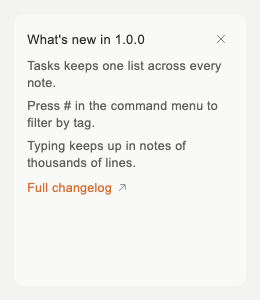 What's new in 1.0.0
Tasks keeps one list across every
note.
Press # in the command menu to
filter by tag.
Typing keeps up in notes of
thousands of lines.
Full changelog